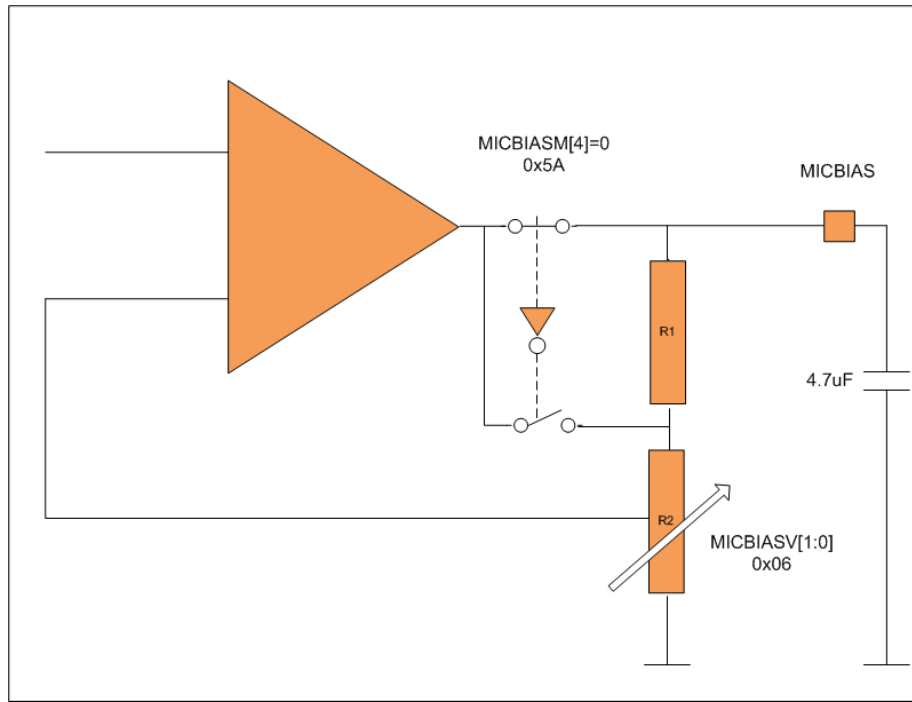 MICBIASM[4]=0
0x5A
MICBIAS
R1
4.7uF
R2
MICBIASV[1:0]
0x06